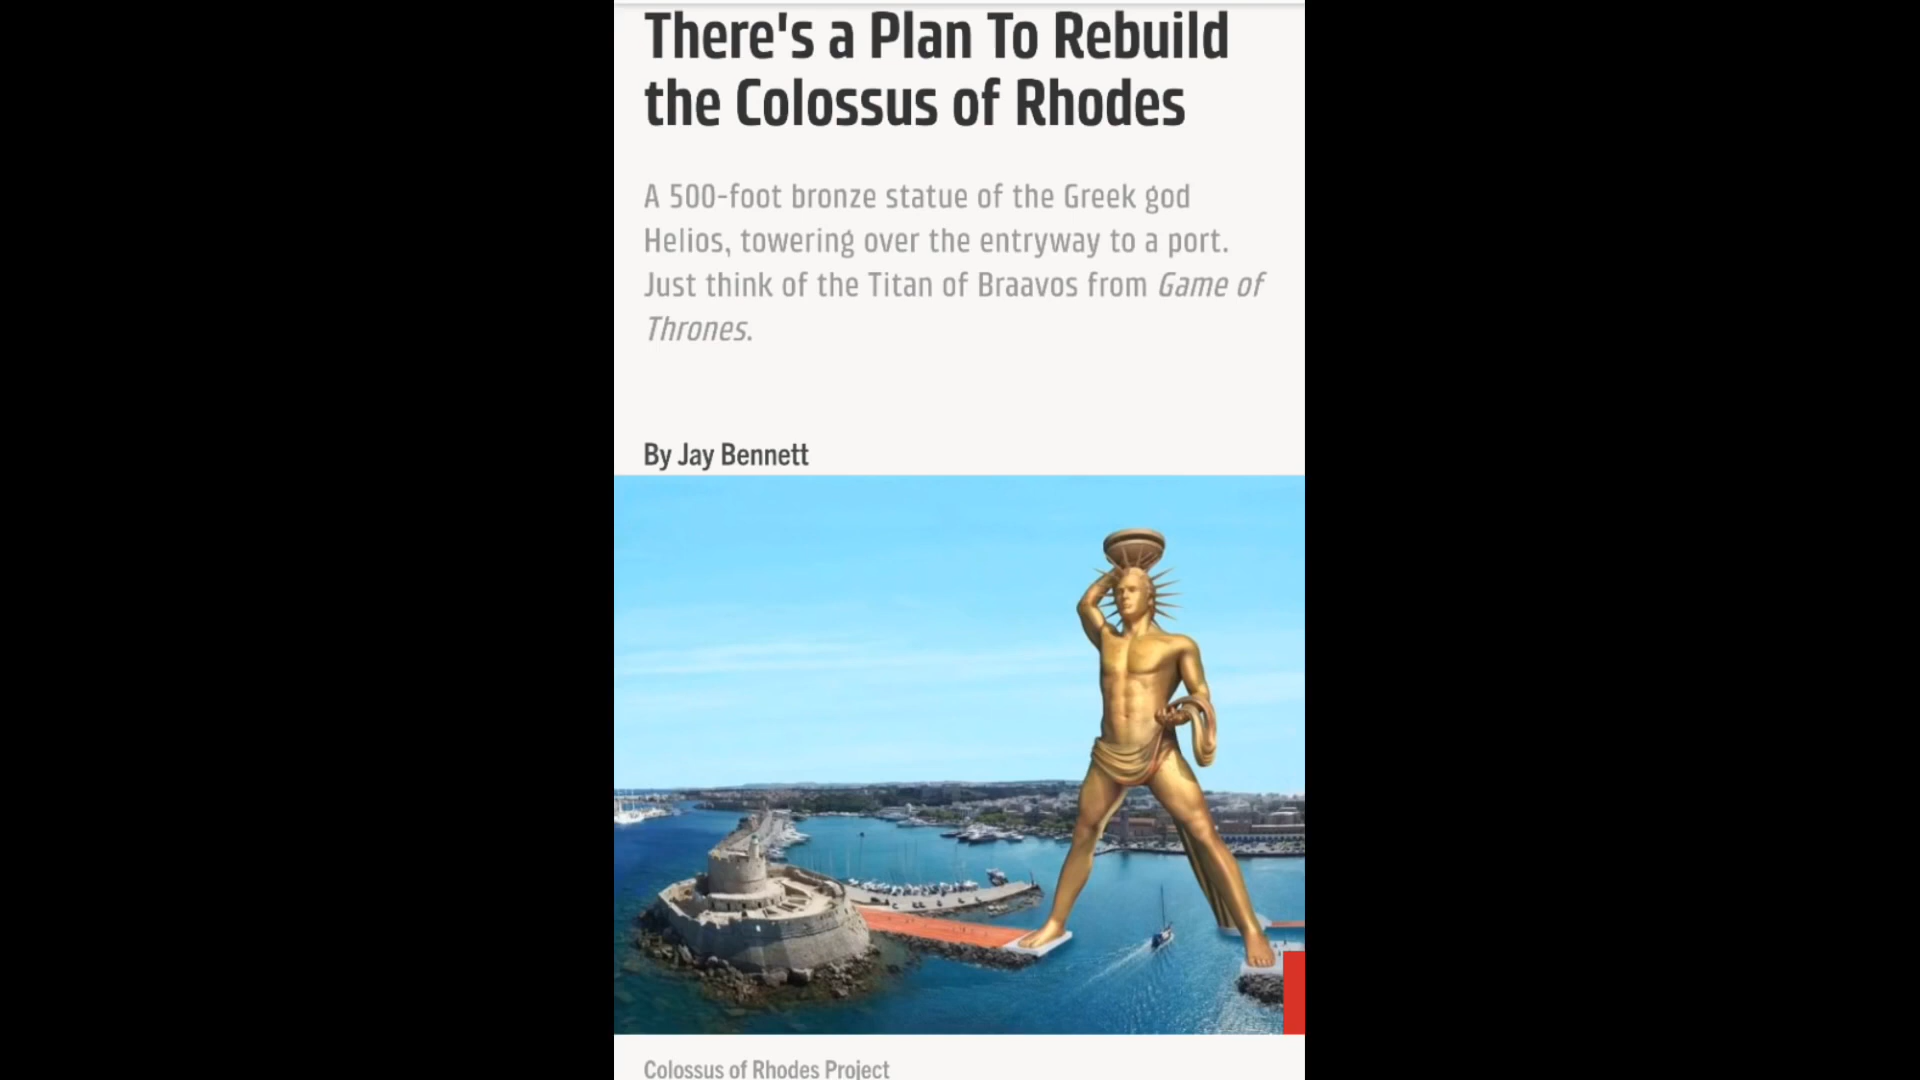 There's a Plan To Rebuild
the Colossus of Rhodes
A 500-foot bronze statue of the Greek god
Helios, towering over the entryway to a port.
Just think of the Titan of Braavos from Game of
Thrones.
By Jay Bennett
Colossus of Rhodes Project